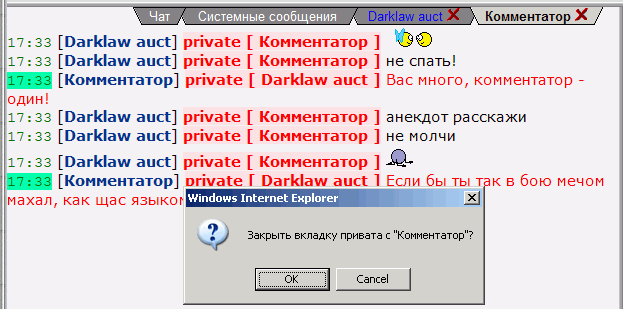 Чат Системные сообщения Darklaw auct Комментатор
17:33 [Darklaw auct] private [ Комментатор ]
17:33 [Darklaw auct] private [ Комментатор ] не спать!
17:33 [Комментатор] private [ Darklaw auct ] Вас много, комментатор -
один!
17:33 [Darklaw auct] private [ Комментатор ] анекдот расскажи
17:33 [Darklaw auct] private [ Комментатор ] не молчи
17:33 [Darklaw auct] private [ Комментатор ]
17:33 [Комментатор] private [ Darklaw auct ] Если бы ты так в бою мечом
махал, как щас языком
Windows Internet Explorer
Закрыть вкладку привата с "Комментатор"?
OK Cancel